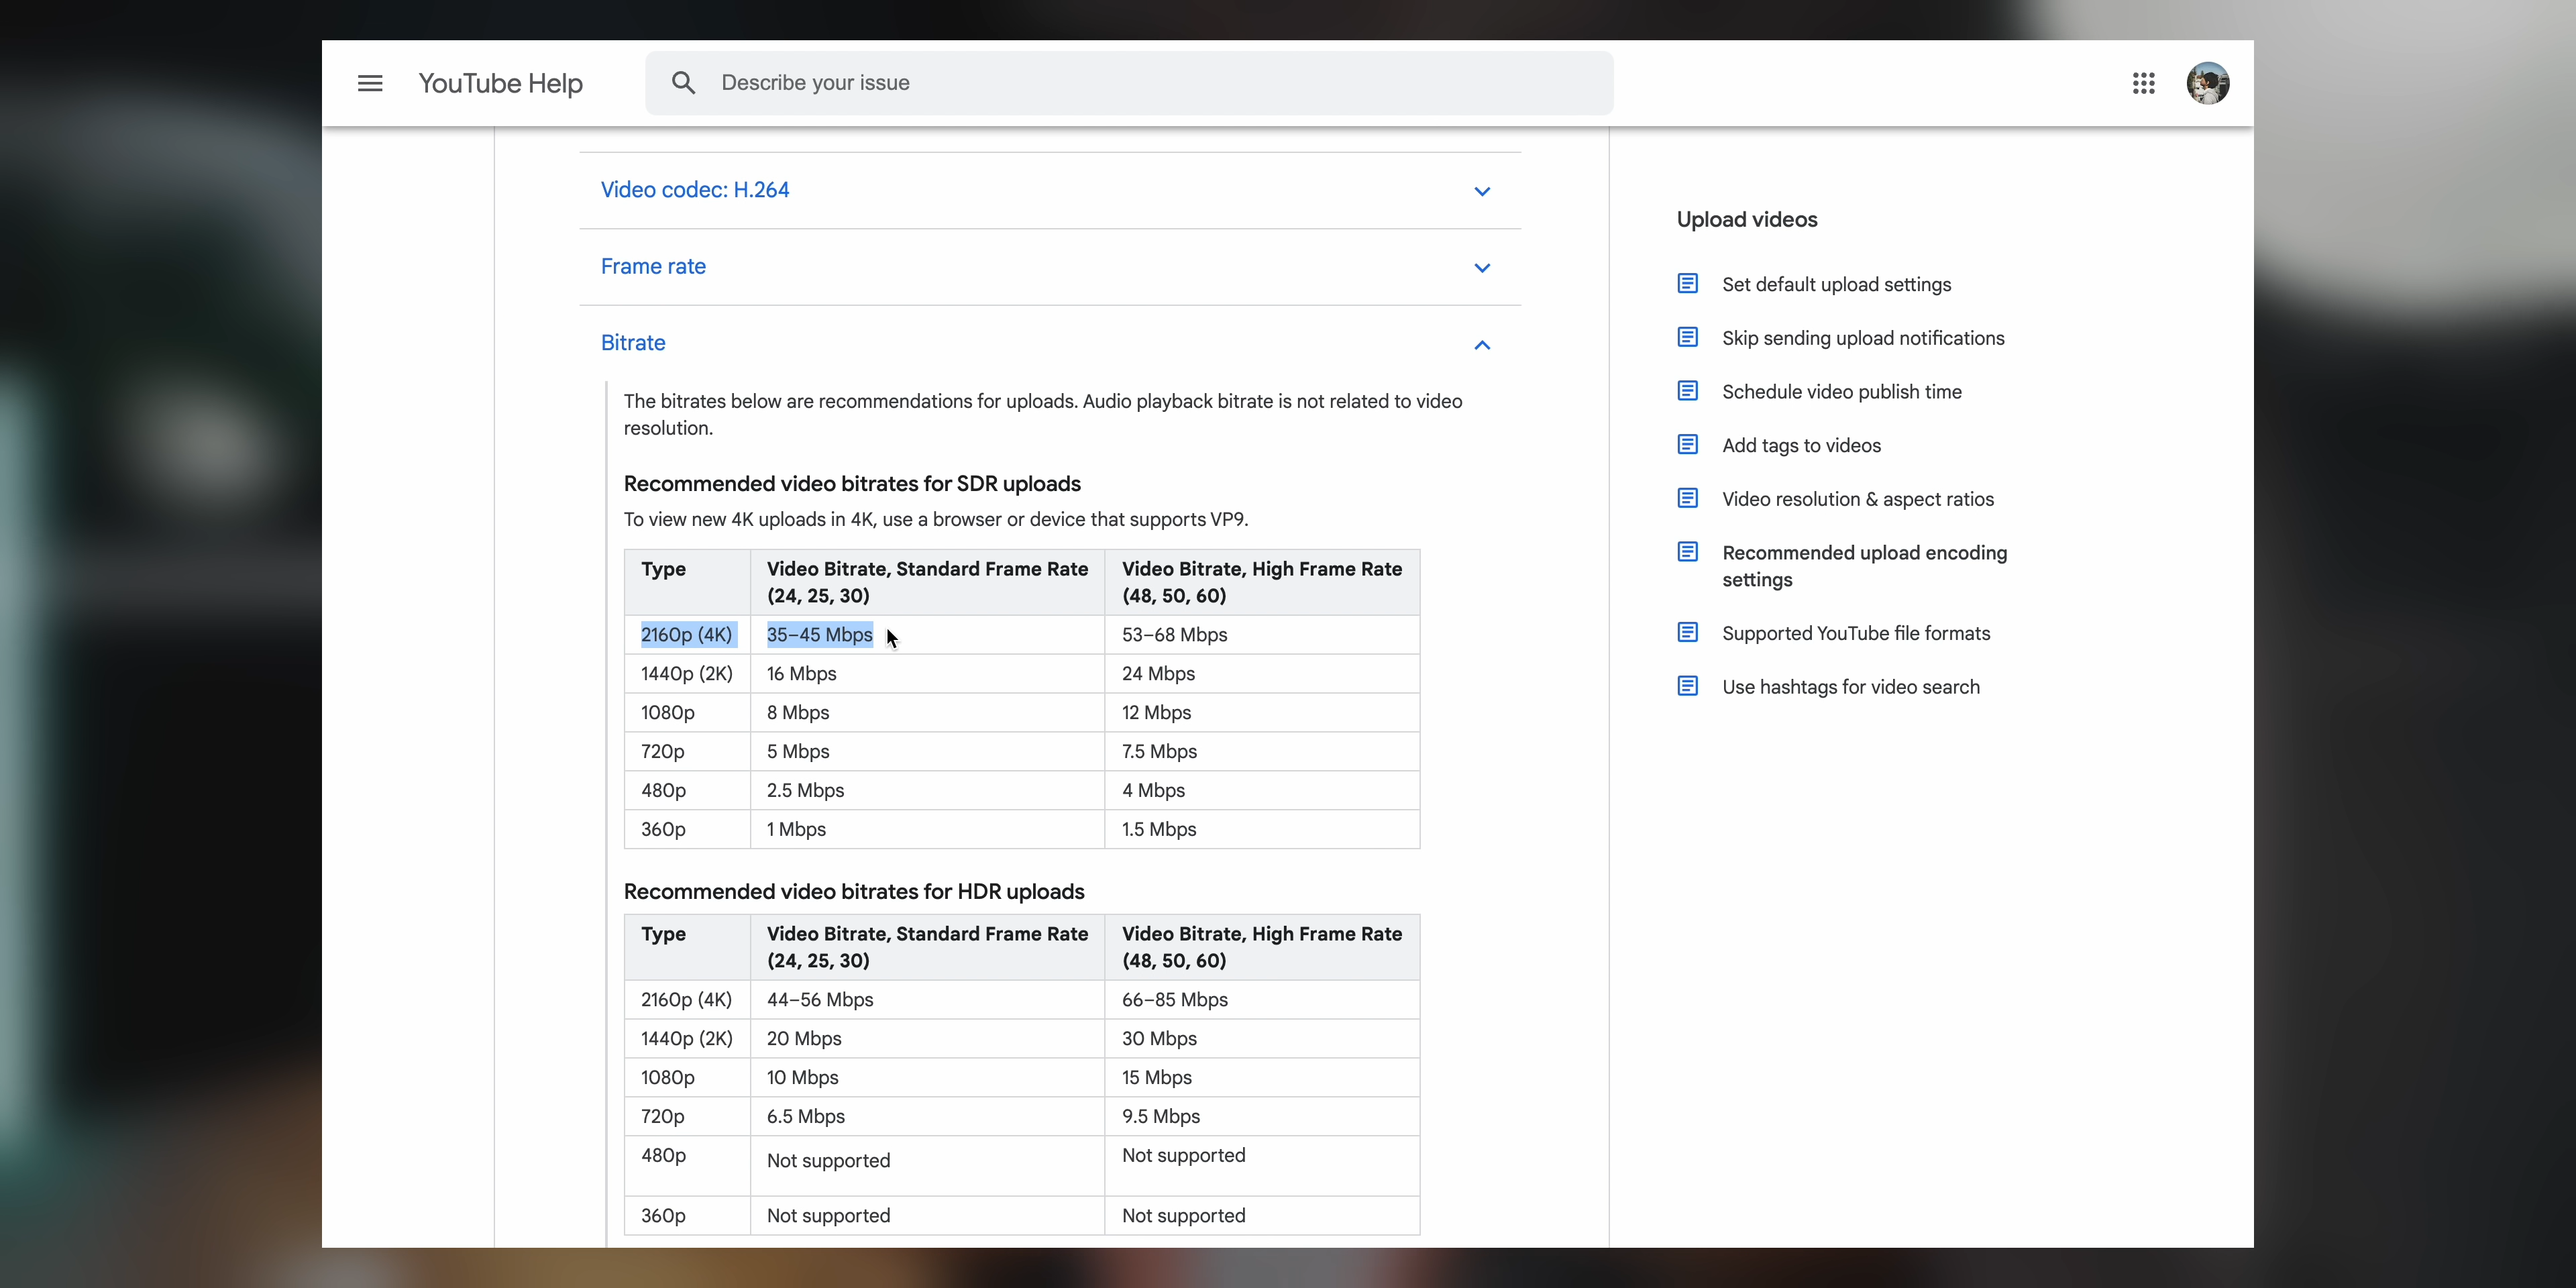 YouTube Help
Describe your issue
Video codec: H.264
Frame rate
Bitrate
The bitrates below are recommendations for uploads. Audio playback bitrate is not related to video
resolution.
Recommended video bitrates for SDR uploads
To view new 4K uploads in 4K, use a browser or device that supports VP9.
Type
Video Bitrate, Standard Frame Rate
(24, 25, 30)
Video Bitrate, High Frame Rate
(48, 50, 60)
2160p (4K) 35–45 Mbps 53–68 Mbps
1440p (2K) 16 Mbps 24 Mbps
1080p 8 Mbps 12 Mbps
720p 5 Mbps 7.5 Mbps
480p 2.5 Mbps 4 Mbps
360p 1 Mbps 1.5 Mbps
Recommended video bitrates for HDR uploads
Type
Video Bitrate, Standard Frame Rate
(24, 25, 30)
Video Bitrate, High Frame Rate
(48, 50, 60)
2160p (4K) 44–56 Mbps 66–85 Mbps
1440p (2K) 20 Mbps 30 Mbps
1080p 10 Mbps 15 Mbps
720p 6.5 Mbps 9.5 Mbps
480p Not supported Not supported
360p Not supported Not supported
Upload videos
Set default upload settings
Skip sending upload notifications
Schedule video publish time
Add tags to videos
Video resolution & aspect ratios
Recommended upload encoding
settings
Supported YouTube file formats
Use hashtags for video search